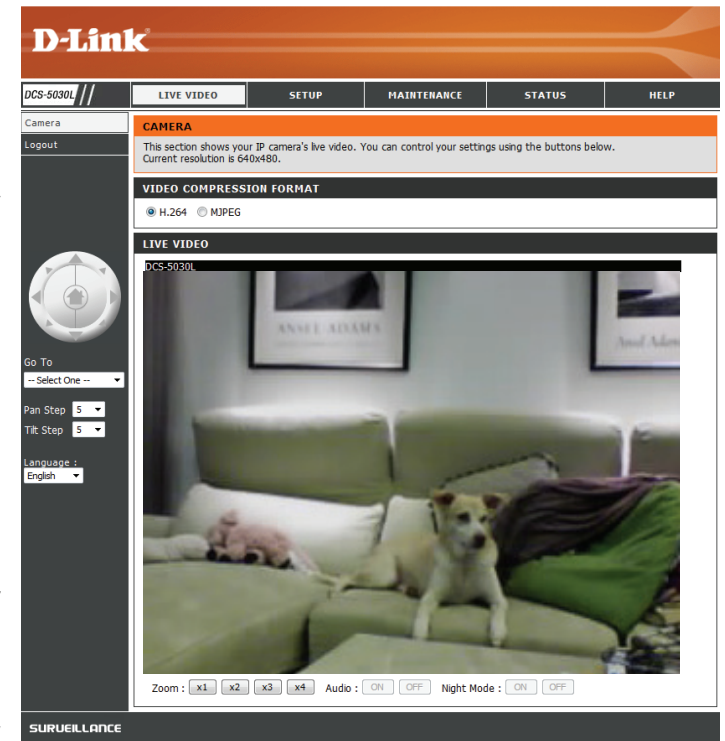 D-Link
DCS-5030L
LIVE VIDEO
SETUP
MAINTENANCE
STATUS
HELP
Camera
Logout
CAMERA
This section shows your IP camera's live video. You can control your settings using the buttons below.
Current resolution is 640x480.
VIDEO COMPRESSION FORMAT
H.264 MJPEG
LIVE VIDEO
DCS-5030L
ANSEL ADAMS
Ansel Adam
Go To
-- Select One --
Pan Step 5
Tilt Step 5
Language :
English
Zoom : x1 x2 x3 x4 Audio : ON OFF Night Mode : ON OFF
SURVEILLANCE